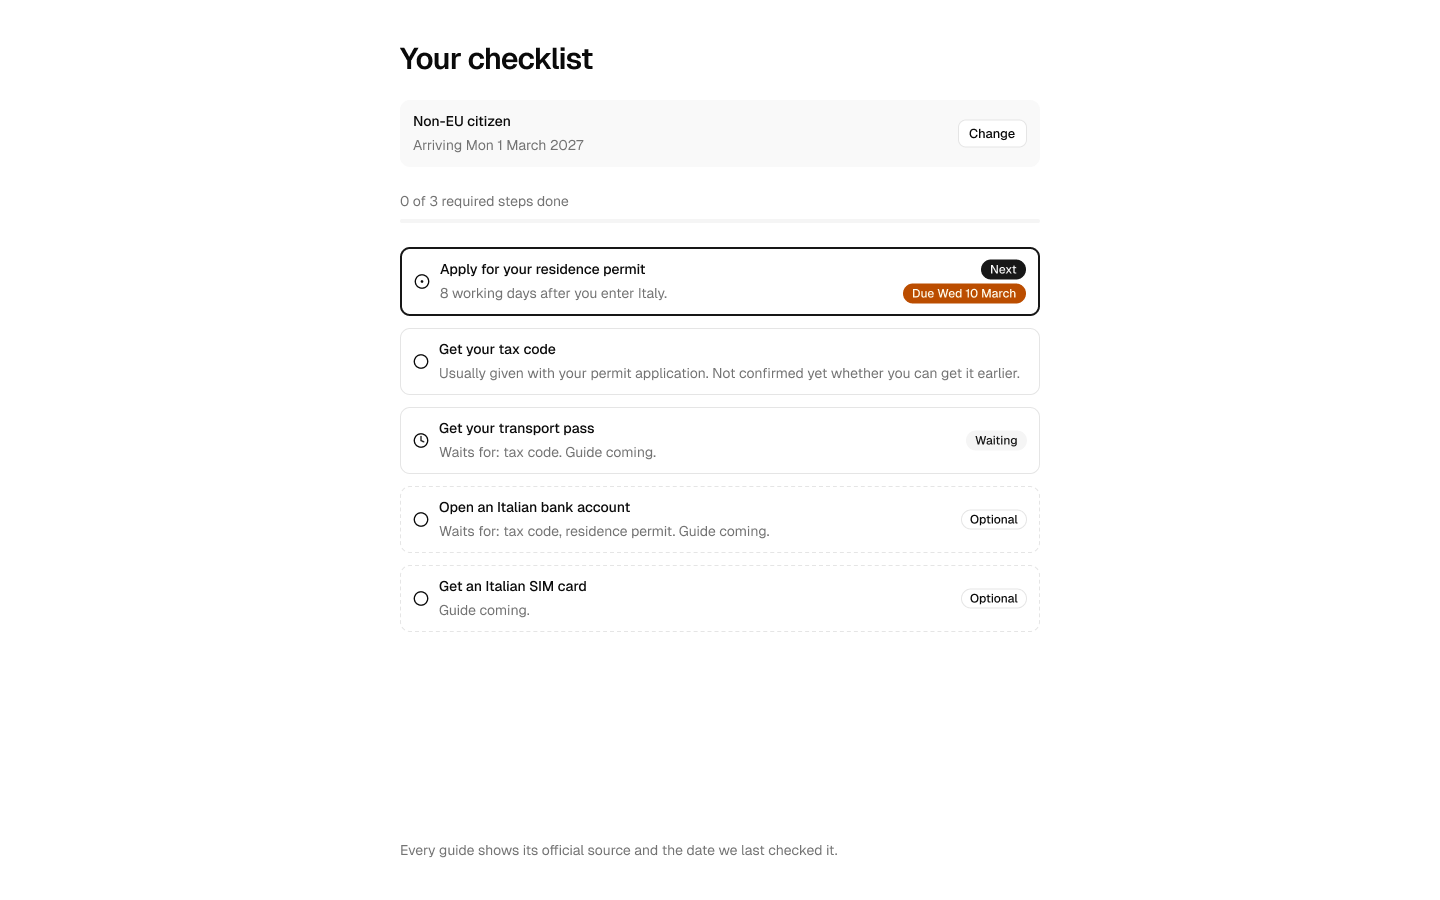 Your checklist
Non-EU citizen
Arriving Mon 1 March 2027
Change
0 of 3 required steps done
Apply for your residence permit
Next
8 working days after you enter Italy.
Due Wed 10 March
Get your tax code
Usually given with your permit application. Not confirmed yet whether you can get it earlier.
Get your transport pass
Waits for: tax code. Guide coming.
Waiting
Open an Italian bank account
Waits for: tax code, residence permit. Guide coming.
Optional
Get an Italian SIM card
Guide coming.
Optional
Every guide shows its official source and the date we last checked it.